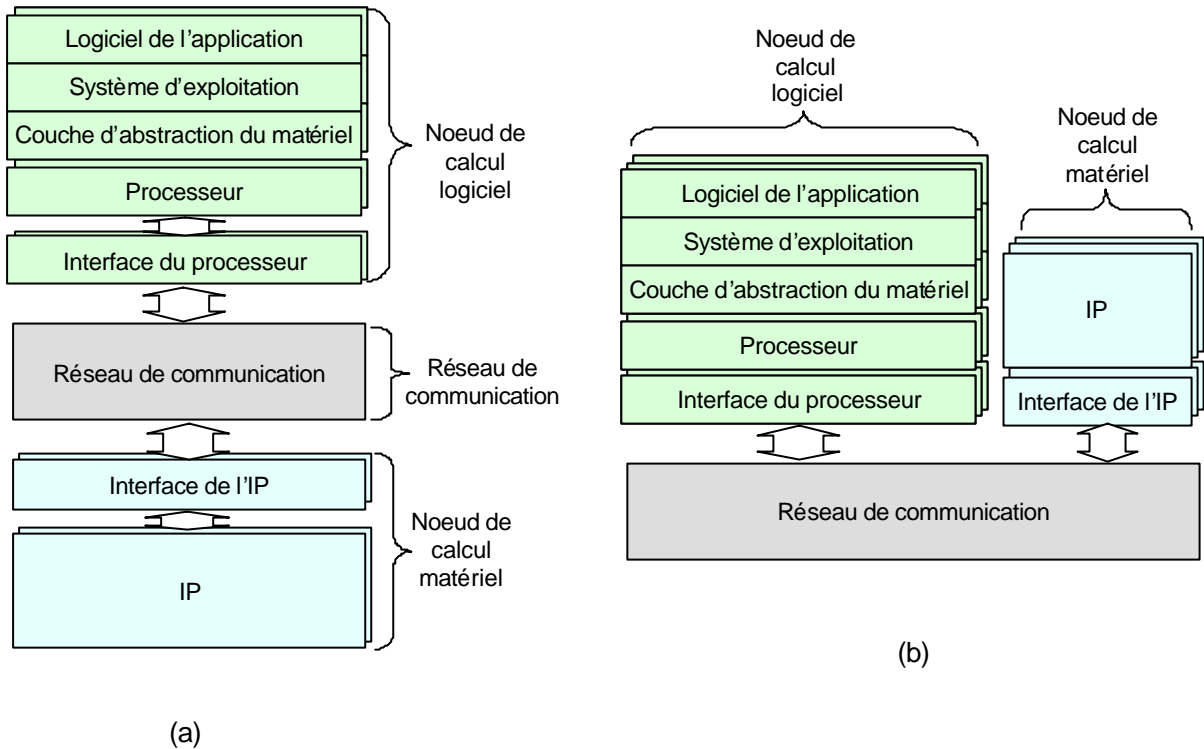 Logiciel de l'application
Système d'exploitation
Couche d'abstraction du matériel
Processeur
Interface du processeur
Noeud de
calcul
logiciel
Réseau de communication
Réseau de
communication
Interface de l'IP
IP
Noeud de
calcul
matériel
(a)
Noeud de
calcul
logiciel
Noeud de
calcul
matériel
Logiciel de l'application
Système d'exploitation
Couche d'abstraction du matériel
Processeur
Interface du processeur
IP
Interface de l'IP
Réseau de communication
(b)